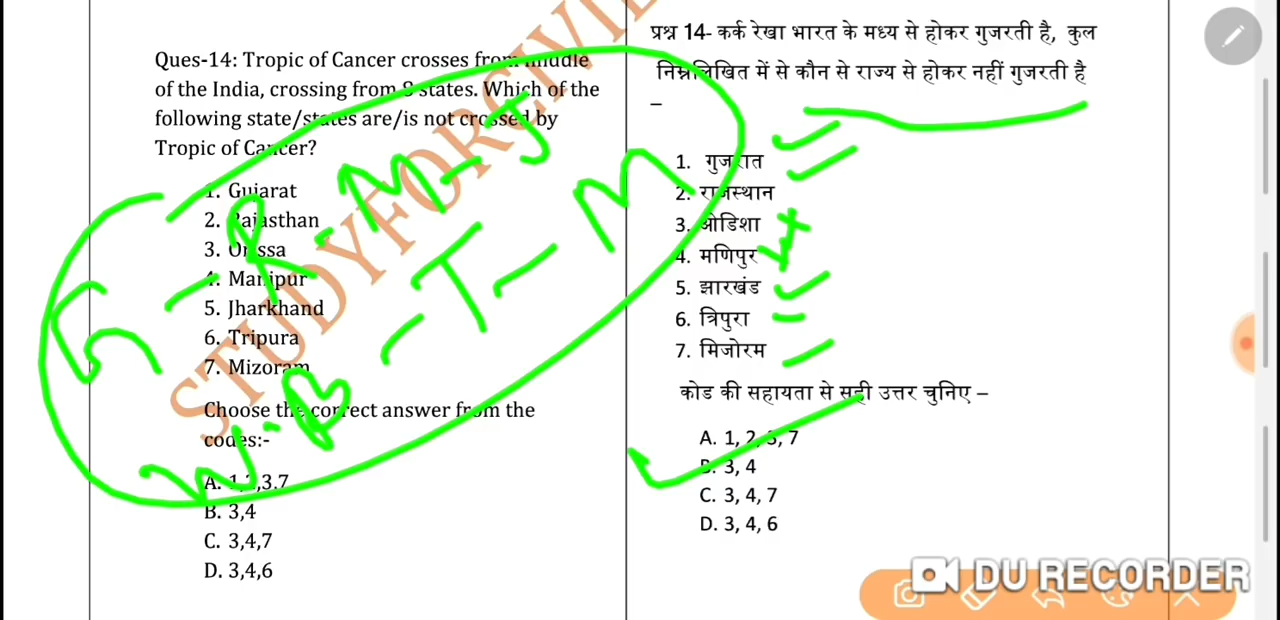 Ques-14: Tropic of Cancer crosses from middle
of the India, crossing from 8 states. Which of the
following state/states are/is not crossed by
Tropic of Cancer?
1. Gujarat
2. Rajasthan
3. Orissa
4. Manipur
5. Jharkhand
6. Tripura
7. Mizoram
Choose the correct answer from the
codes:-
A. 1,2,3.7
B. 3,4
C. 3,4,7
D. 3,4,6
STUDYFORCIVI
G - R - M - J
W.B - T - M
प्रश्न 14- कर्क रेखा भारत के मध्य से होकर गुजरती है, कुल
निम्नलिखित में से कौन से राज्य से होकर नहीं गुजरती है
–
1. गुजरात
2. राजस्थान
3. ओडिशा
4. मणिपुर
5. झारखंड
6. त्रिपुरा
7. मिजोरम
कोड की सहायता से सही उत्तर चुनिए –
A. 1, 2, 3, 7
B. 3, 4
C. 3, 4, 7
D. 3, 4, 6
DU RECORDER